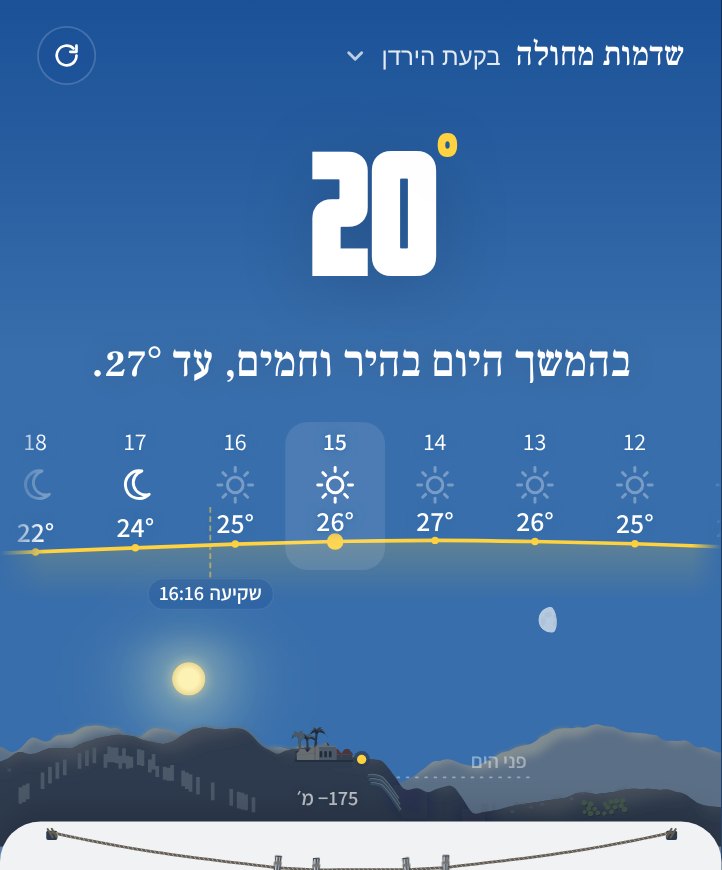 שדמות מחולה בקעת הירדן
20°
בהמשך היום בהיר וחמים, עד 27°.
12 13 14 15 16 17 18
25° 26° 27° 26° 25° 24° 22°
שקיעה 16:16
פני הים
−175 מ׳